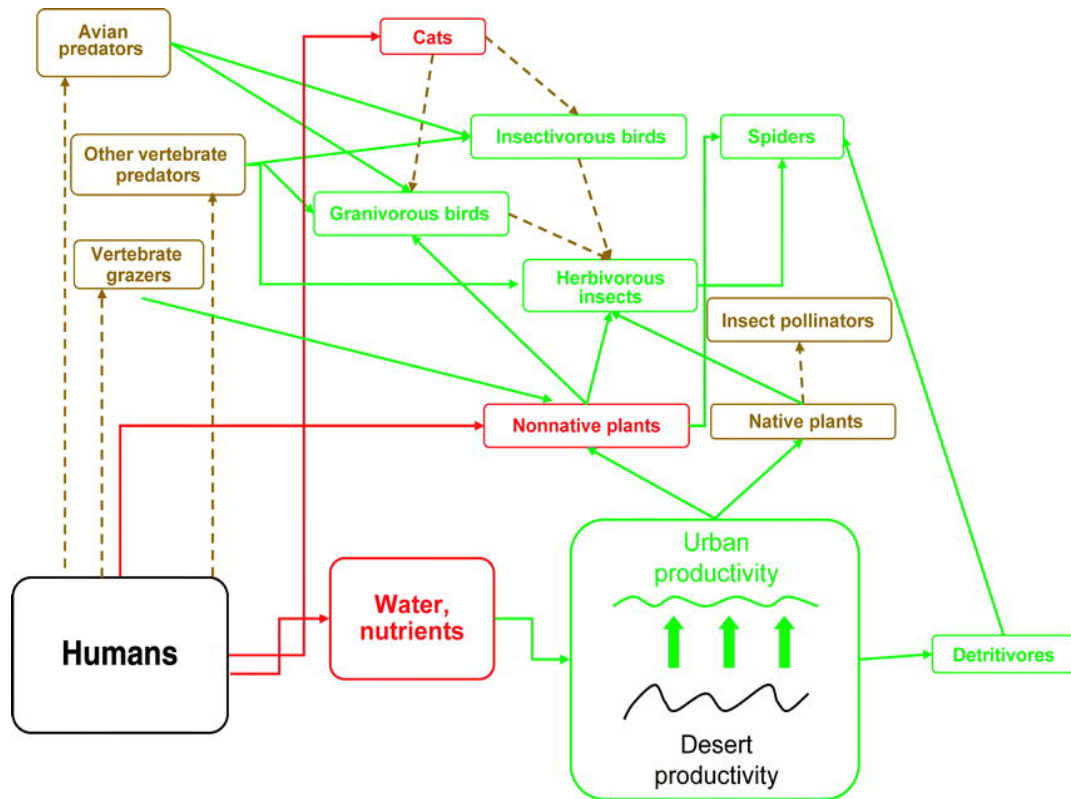 Avian
predators
Cats
Insectivorous birds
Spiders
Other vertebrate
predators
Granivorous birds
Vertebrate
grazers
Herbivorous
insects
Insect pollinators
Nonnative plants
Native plants
Urban
productivity
Humans
Water,
nutrients
Detritivores
Desert
productivity